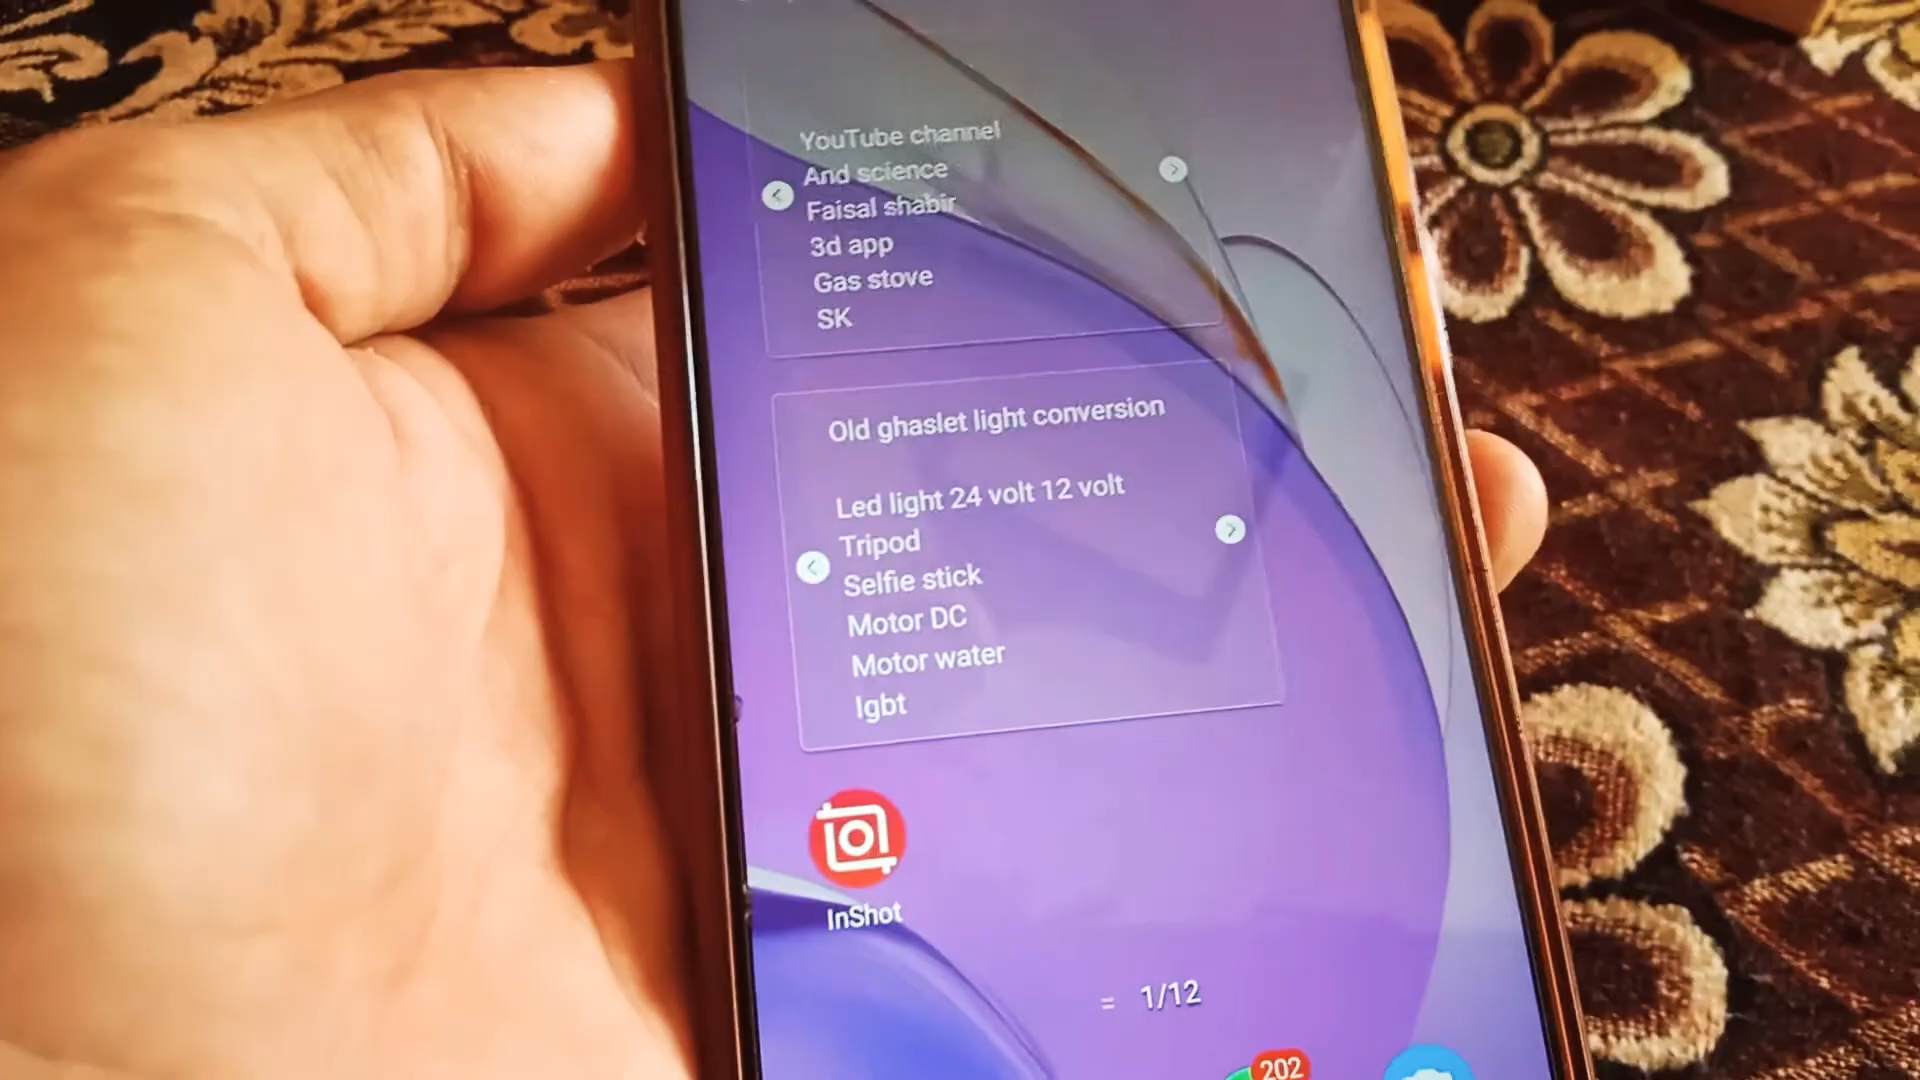 YouTube channel
And science
Faisal shabir
3d app
Gas stove
SK
Old ghaslet light conversion
Led light 24 volt 12 volt
Tripod
Selfie stick
Motor DC
Motor water
Igbt
InShot
= 1/12
202